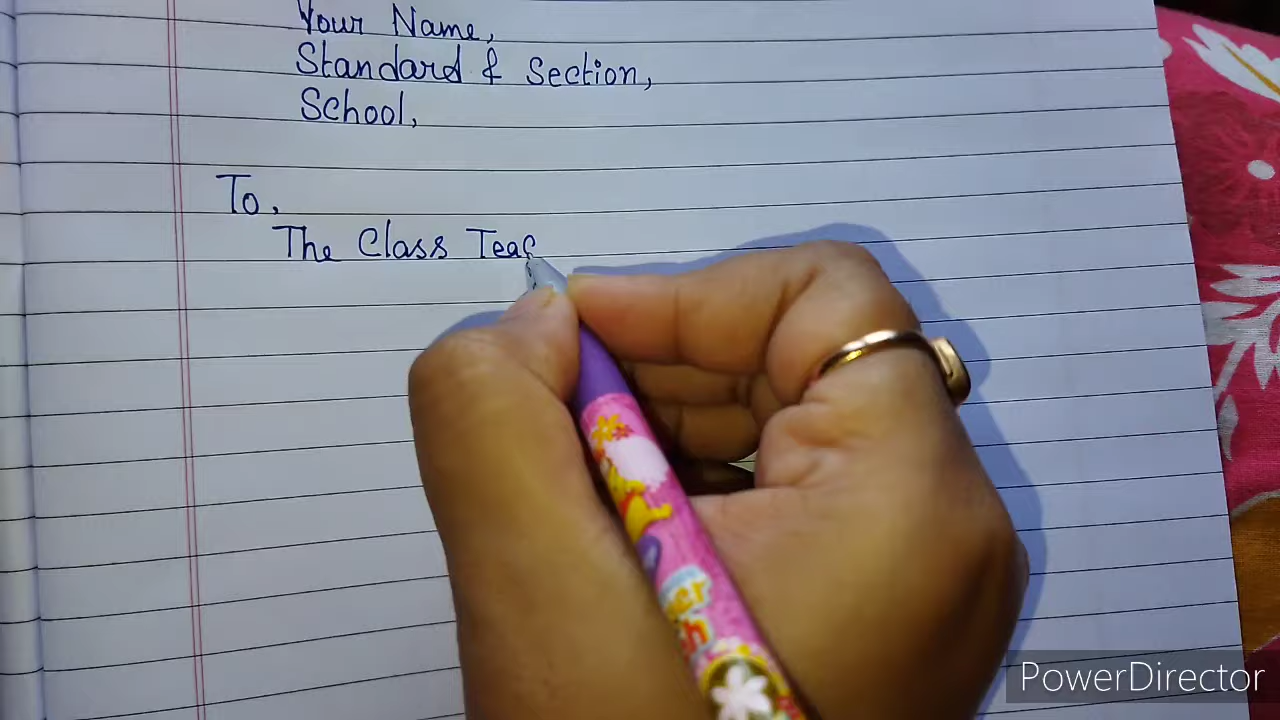 Your Name,
Standard & Section,
School,
To,
The Class Teac
PowerDirector